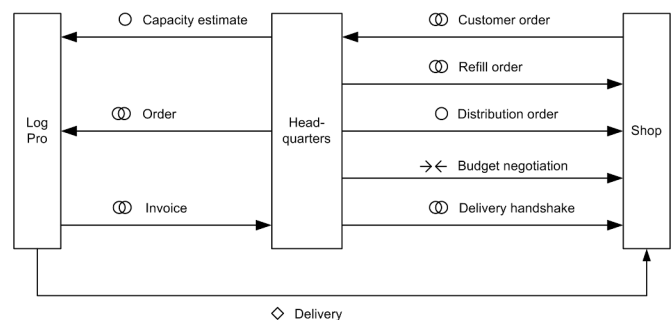 Capacity estimate
Customer order
Refill order
Log
Pro
Order
Head-
quarters
Distribution order
Shop
Budget negotiation
Invoice
Delivery handshake
Delivery